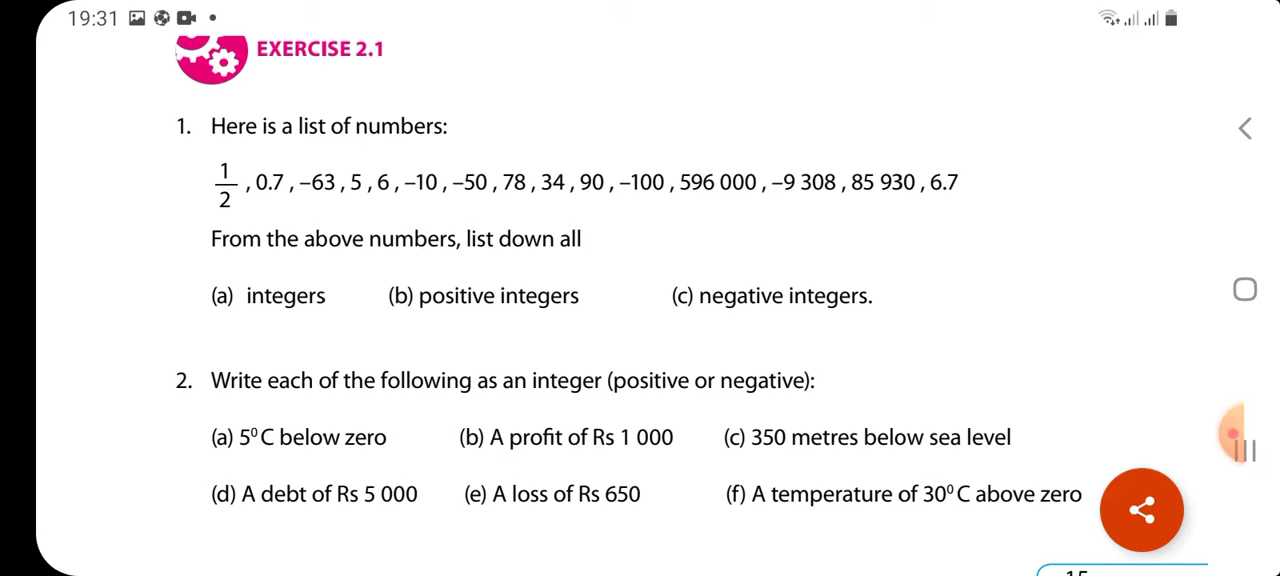 19:31
EXERCISE 2.1
1. Here is a list of numbers:
1/2 , 0.7 , –63 , 5 , 6 , –10 , –50 , 78 , 34 , 90 , –100 , 596 000 , –9 308 , 85 930 , 6.7
From the above numbers, list down all
(a) integers (b) positive integers (c) negative integers.
2. Write each of the following as an integer (positive or negative):
(a) 5⁰C below zero (b) A profit of Rs 1 000 (c) 350 metres below sea level
(d) A debt of Rs 5 000 (e) A loss of Rs 650 (f) A temperature of 30⁰C above zero